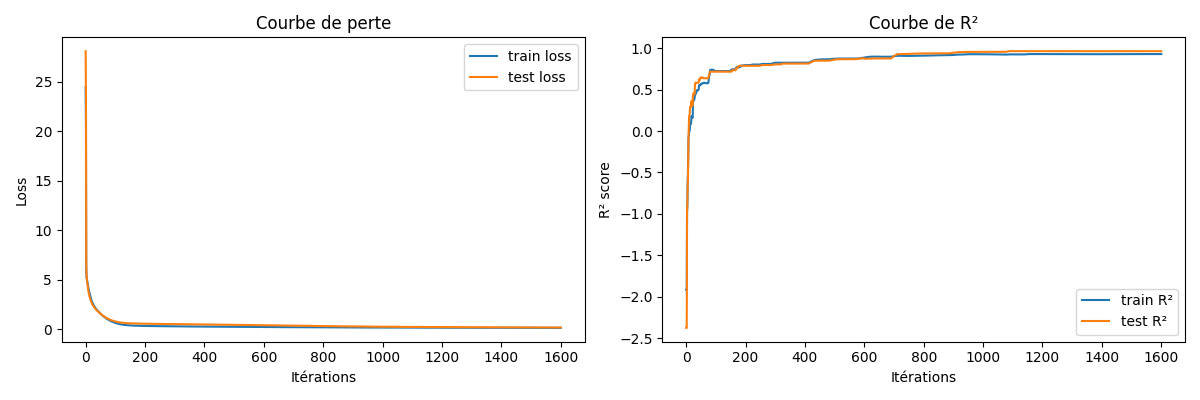 Courbe de perte
25
20
15
10
5
0
Loss
0 200 400 600 800 1000 1200 1400 1600
Itérations
train loss
test loss
Courbe de R²
1.0
0.5
0.0
−0.5
−1.0
−1.5
−2.0
−2.5
R² score
0 200 400 600 800 1000 1200 1400 1600
Itérations
train R²
test R²